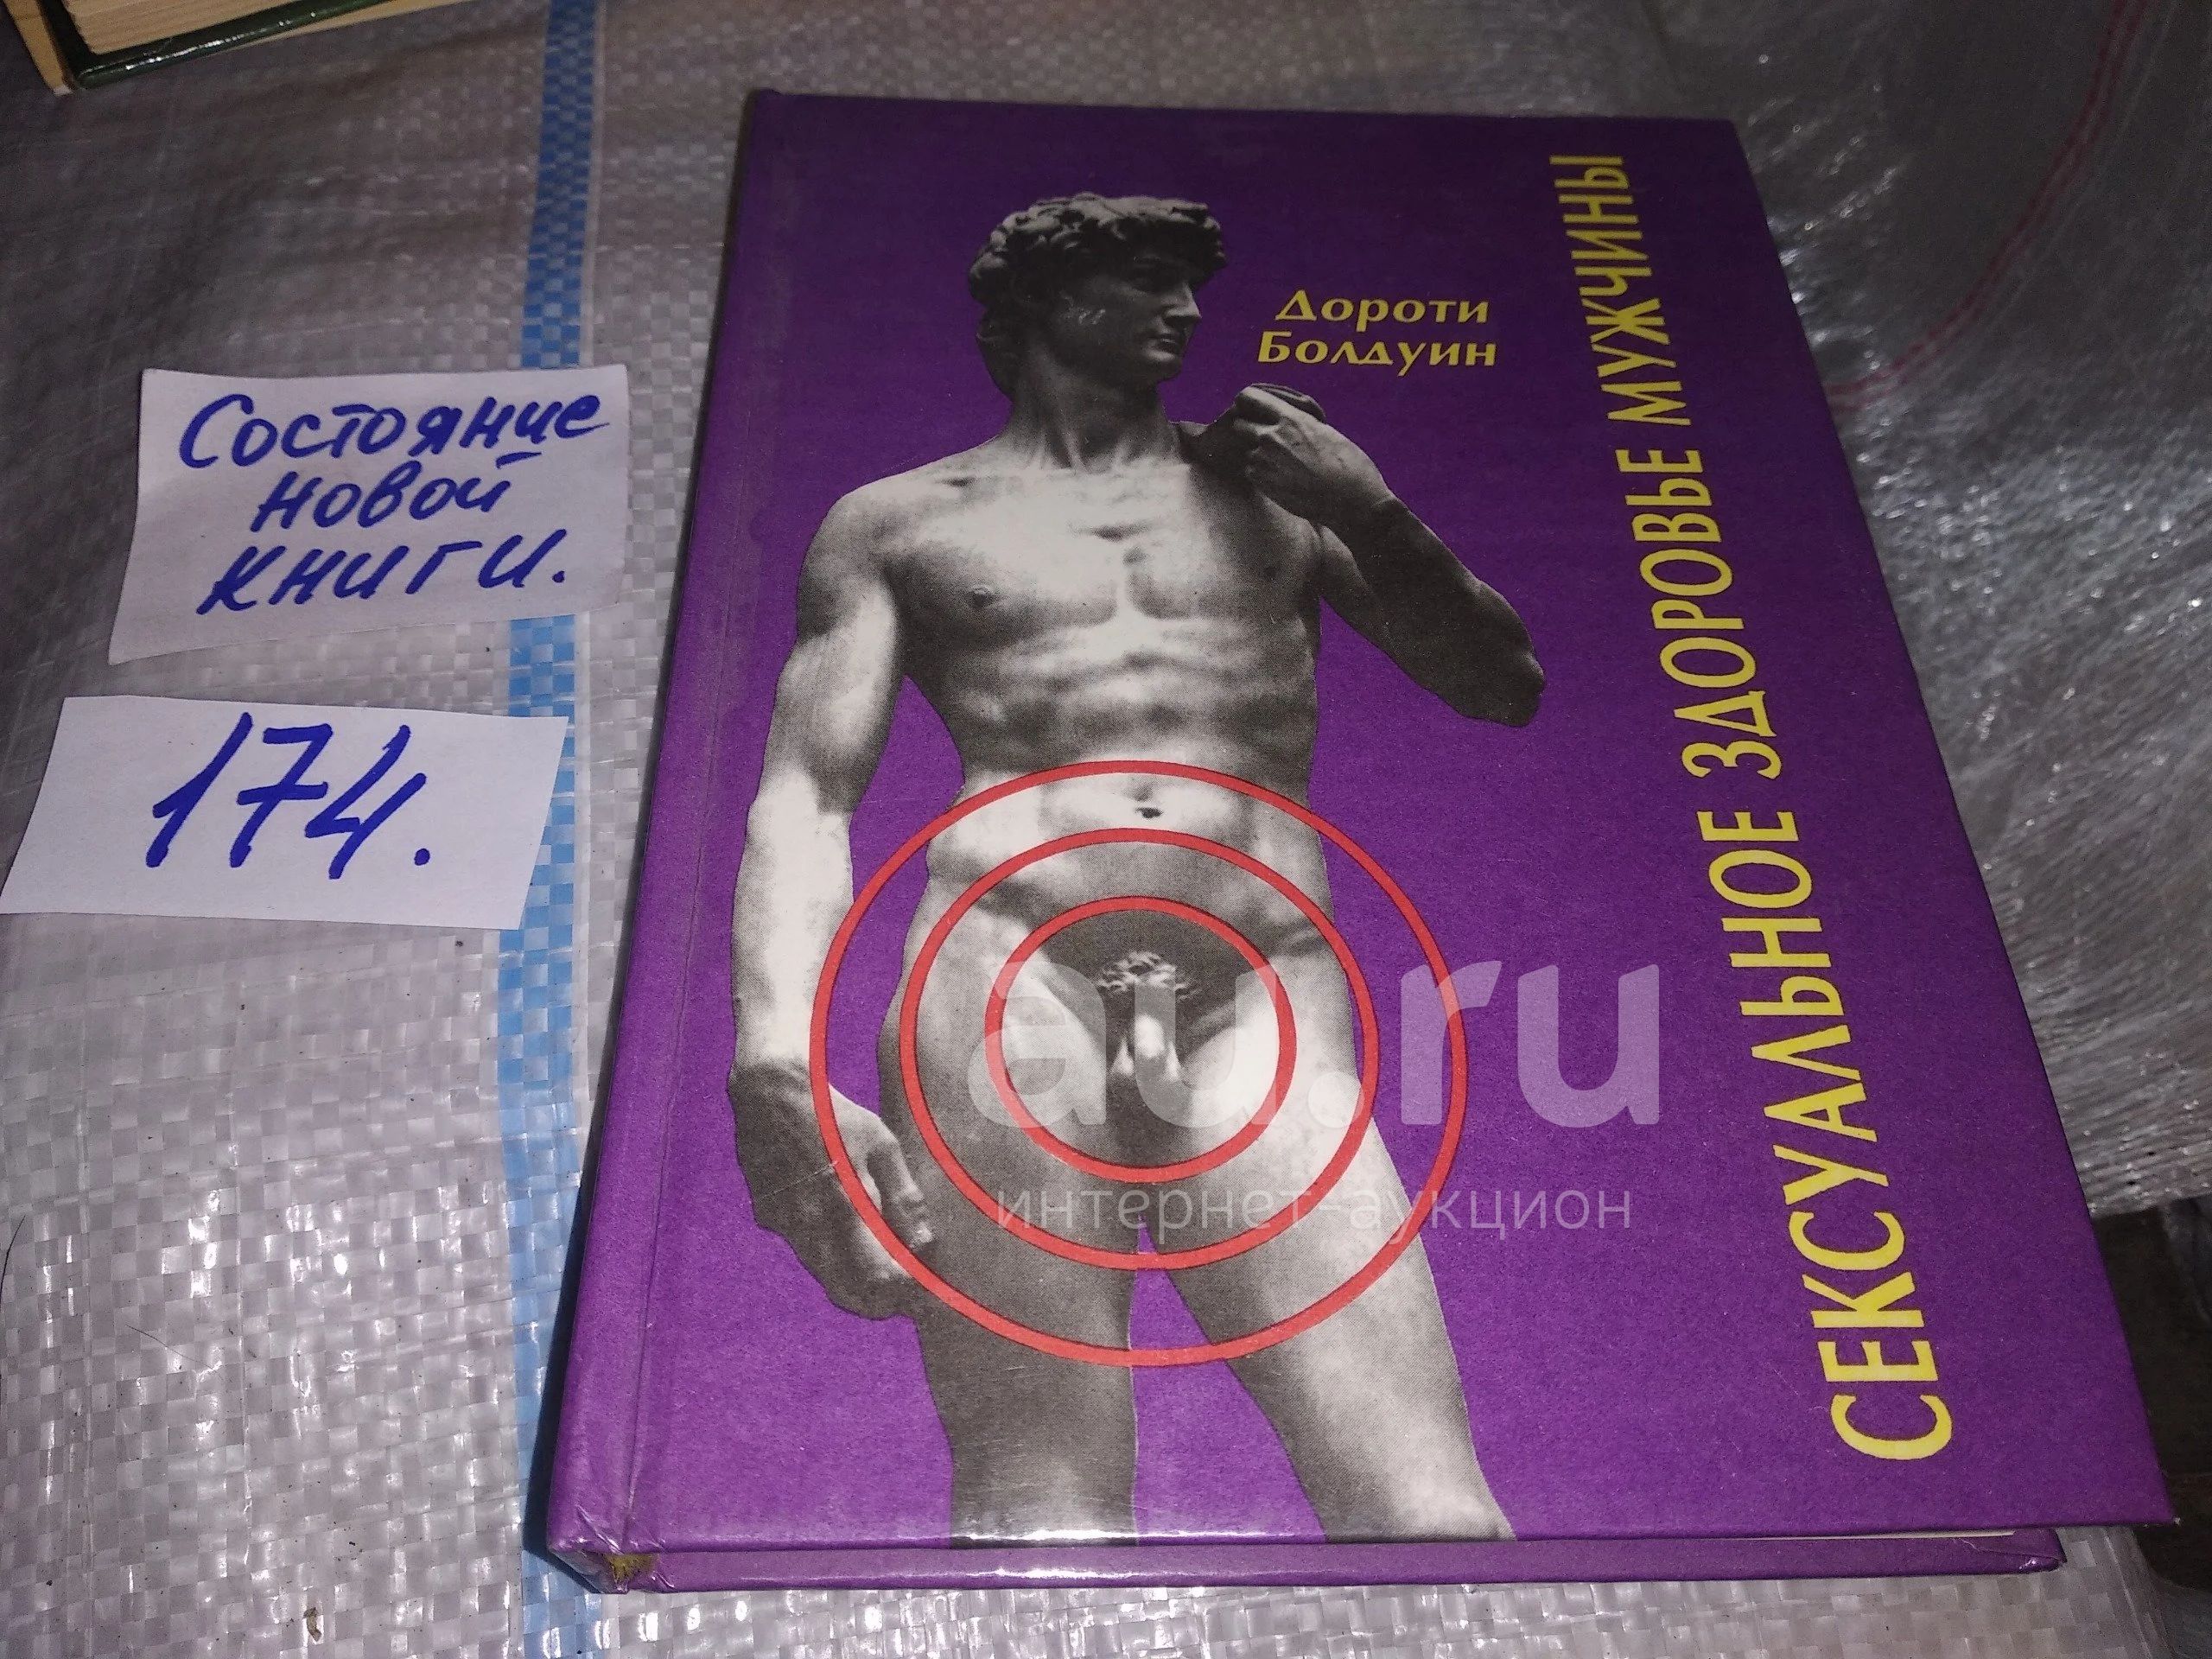 Состояние
новой
книги.
174.
Дороти
Болдуин
СЕКСУАЛЬНОЕ ЗДОРОВЬЕ МУЖЧИНЫ
au.ru
интернет-аукцион